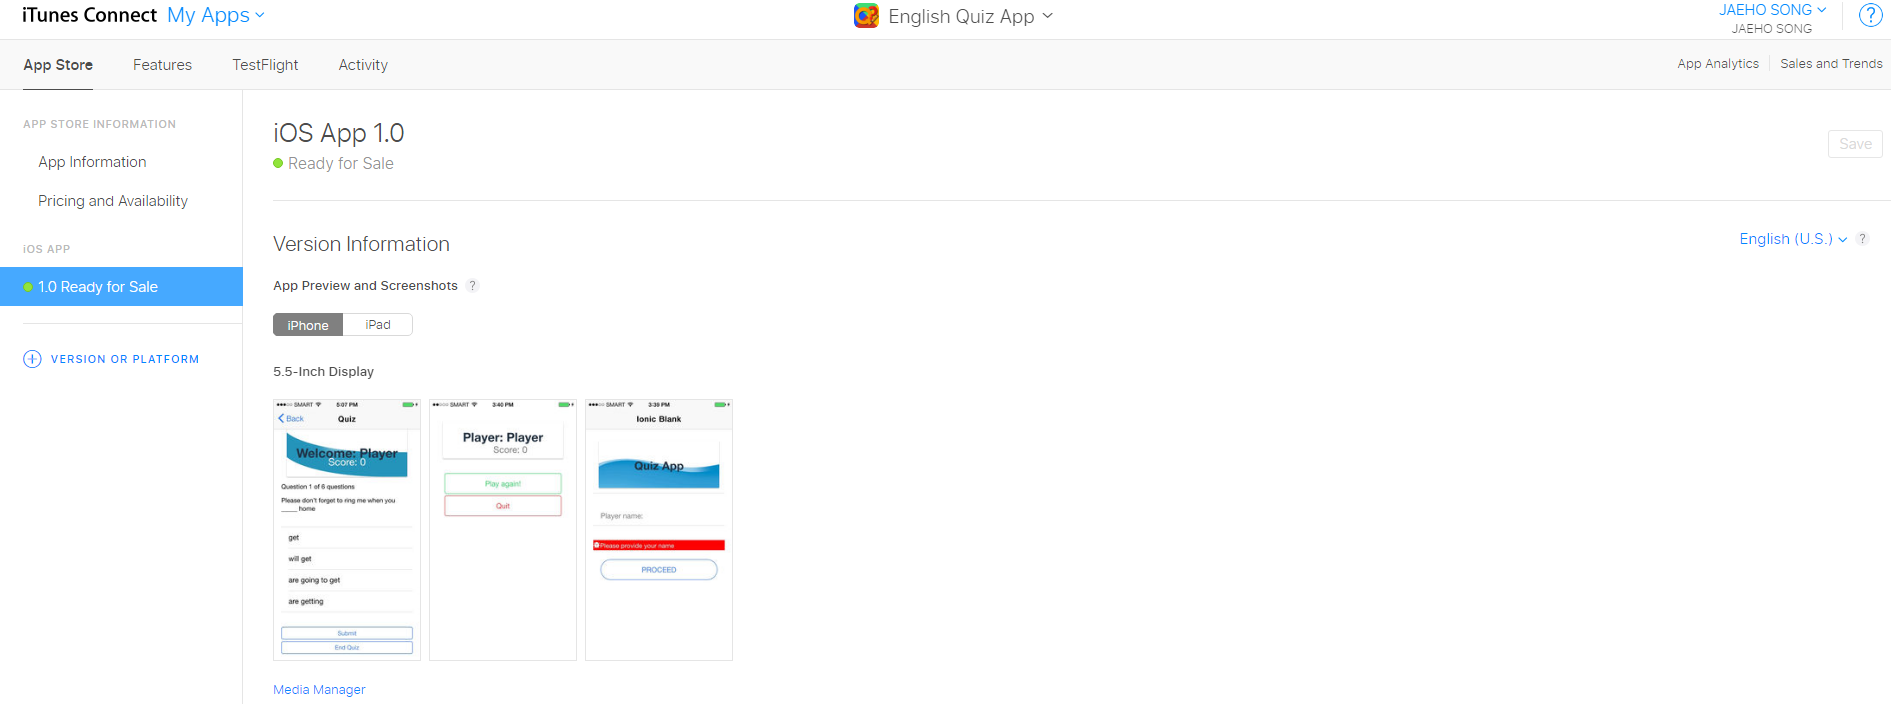 iTunes Connect My Apps
English Quiz App
JAEHO SONG
JAEHO SONG
?
App Store Features TestFlight Activity
App Analytics Sales and Trends
APP STORE INFORMATION
App Information
Pricing and Availability
iOS APP
1.0 Ready for Sale
VERSION OR PLATFORM
iOS App 1.0
Ready for Sale
Save
Version Information
English (U.S.) ?
App Preview and Screenshots ?
iPhone iPad
5.5-Inch Display
SMART 5:07 PM
Back Quiz
Welcome: Player
Score: 0
Question 1 of 6 questions
Please don't forget to ring me when you
_____ home
get
will get
are going to get
are getting
Submit
End Quiz
SMART 3:40 PM
Player: Player
Score: 0
Play again!
Quit
SMART 3:39 PM
Ionic Blank
Quiz App
Player name:
Please provide your name
PROCEED
Media Manager